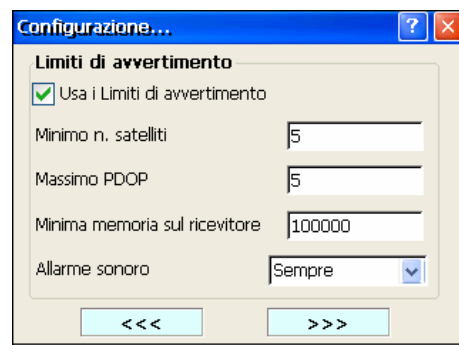 Configurazione...
?
Limiti di avvertimento
Usa i Limiti di avvertimento
Minimo n. satelliti 5
Massimo PDOP 5
Minima memoria sul ricevitore 100000
Allarme sonoro Sempre
<<< >>>